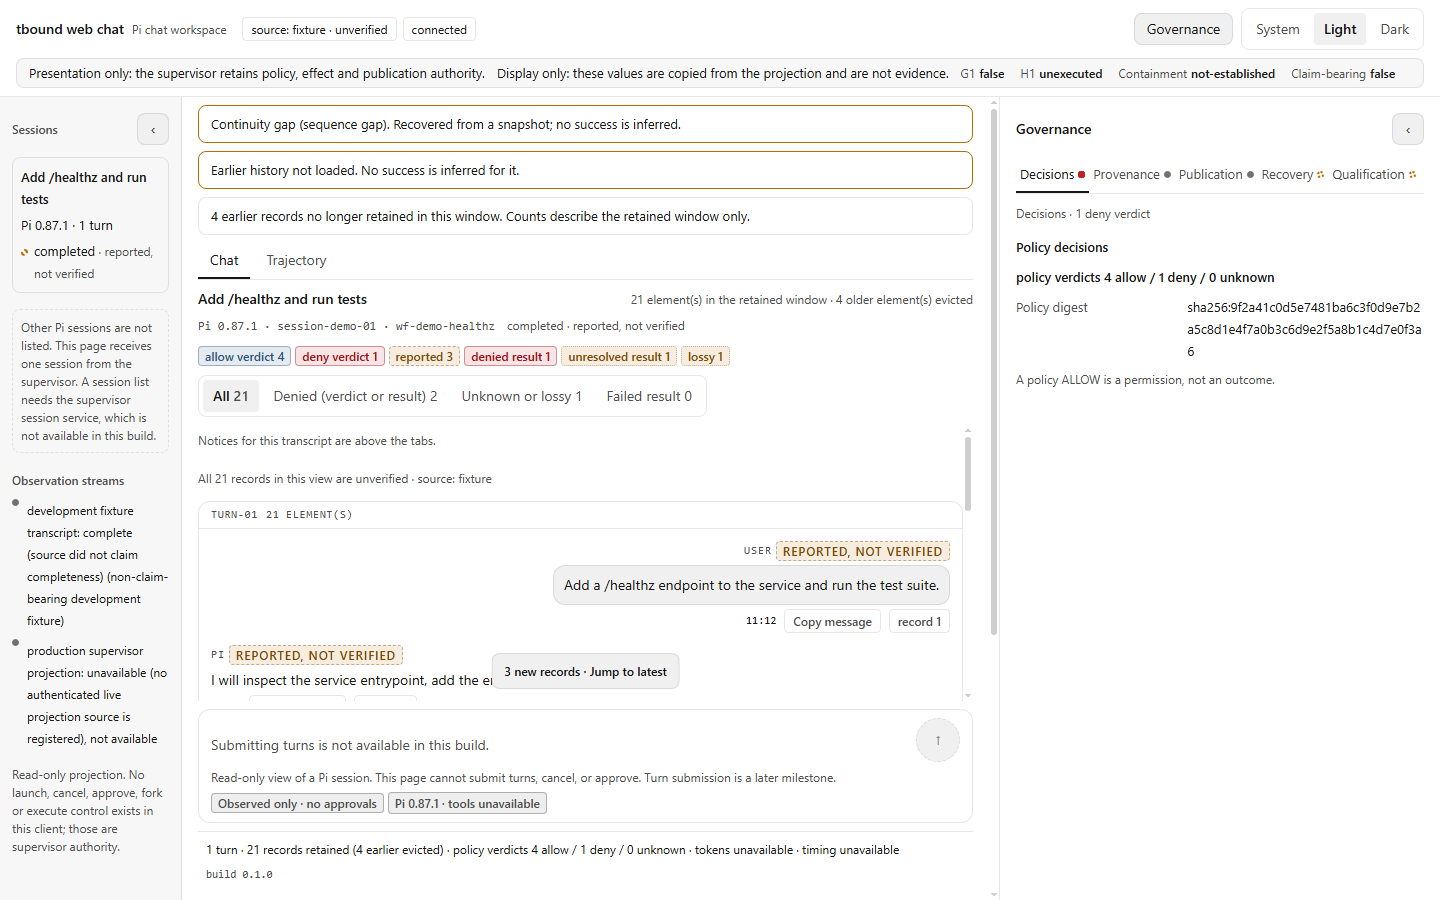 tbound web chat Pi chat workspace source: fixture · unverified connected Governance System Light Dark
Presentation only: the supervisor retains policy, effect and publication authority. Display only: these values are copied from the projection and are not evidence. G1 false H1 unexecuted Containment not-established Claim-bearing false
Sessions ‹
Add /healthz and run
tests
Pi 0.87.1 · 1 turn
completed · reported,
not verified
Other Pi sessions are not
listed. This page receives
one session from the
supervisor. A session list
needs the supervisor
session service, which is
not available in this build.
Observation streams
development fixture
transcript: complete
(source did not claim
completeness) (non-claim-
bearing development
fixture)
production supervisor
projection: unavailable (no
authenticated live
projection source is
registered), not available
Read-only projection. No
launch, cancel, approve, fork
or execute control exists in
this client; those are
supervisor authority.
Continuity gap (sequence gap). Recovered from a snapshot; no success is inferred.
Earlier history not loaded. No success is inferred for it.
4 earlier records no longer retained in this window. Counts describe the retained window only.
Chat Trajectory
Add /healthz and run tests 21 element(s) in the retained window · 4 older element(s) evicted
Pi 0.87.1 · session-demo-01 · wf-demo-healthz completed · reported, not verified
allow verdict 4 deny verdict 1 reported 3 denied result 1 unresolved result 1 lossy 1
All 21 Denied (verdict or result) 2 Unknown or lossy 1 Failed result 0
Notices for this transcript are above the tabs.
All 21 records in this view are unverified · source: fixture
TURN-01 21 ELEMENT(S)
USER REPORTED, NOT VERIFIED
Add a /healthz endpoint to the service and run the test suite.
11:12 Copy message record 1
PI REPORTED, NOT VERIFIED
I will inspect the service entrypoint, add the
3 new records · Jump to latest
Submitting turns is not available in this build. ↑
Read-only view of a Pi session. This page cannot submit turns, cancel, or approve. Turn submission is a later milestone.
Observed only · no approvals Pi 0.87.1 · tools unavailable
1 turn · 21 records retained (4 earlier evicted) · policy verdicts 4 allow / 1 deny / 0 unknown · tokens unavailable · timing unavailable
build 0.1.0
Governance ‹
Decisions Provenance Publication Recovery Qualification
Decisions · 1 deny verdict
Policy decisions
policy verdicts 4 allow / 1 deny / 0 unknown
Policy digest sha256:9f2a41c0d5e7481ba6c3f0d9e7b2
a5c8d1e4f7a0b3c6d9e2f5a8b1c4d7e0f3a
6
A policy ALLOW is a permission, not an outcome.